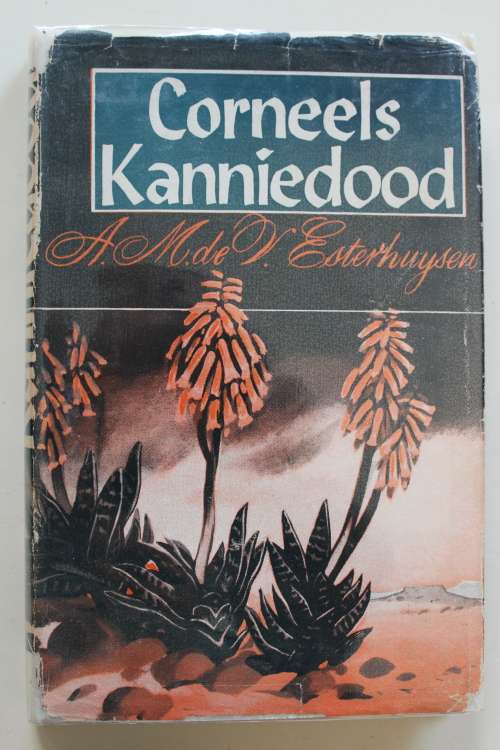 Corneels
Kanniedood
A. M. de V. Esterhuysen